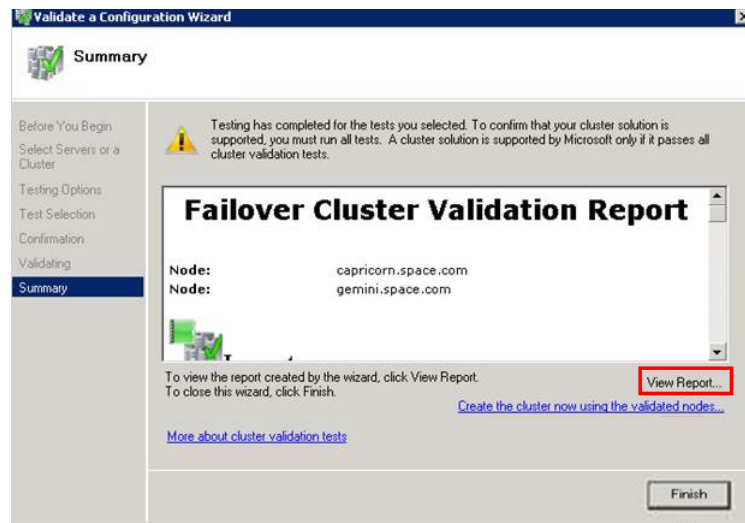 Validate a Configuration Wizard
Summary
Before You Begin
Select Servers or a
Cluster
Testing Options
Test Selection
Confirmation
Validating
Summary
Testing has completed for the tests you selected. To confirm that your cluster solution is
supported, you must run all tests. A cluster solution is supported by Microsoft only if it passes all
cluster validation tests.
Failover Cluster Validation Report
Node: capricorn.space.com
Node: gemini.space.com
To view the report created by the wizard, click View Report.
To close this wizard, click Finish.
View Report...
Create the cluster now using the validated nodes...
More about cluster validation tests
Finish